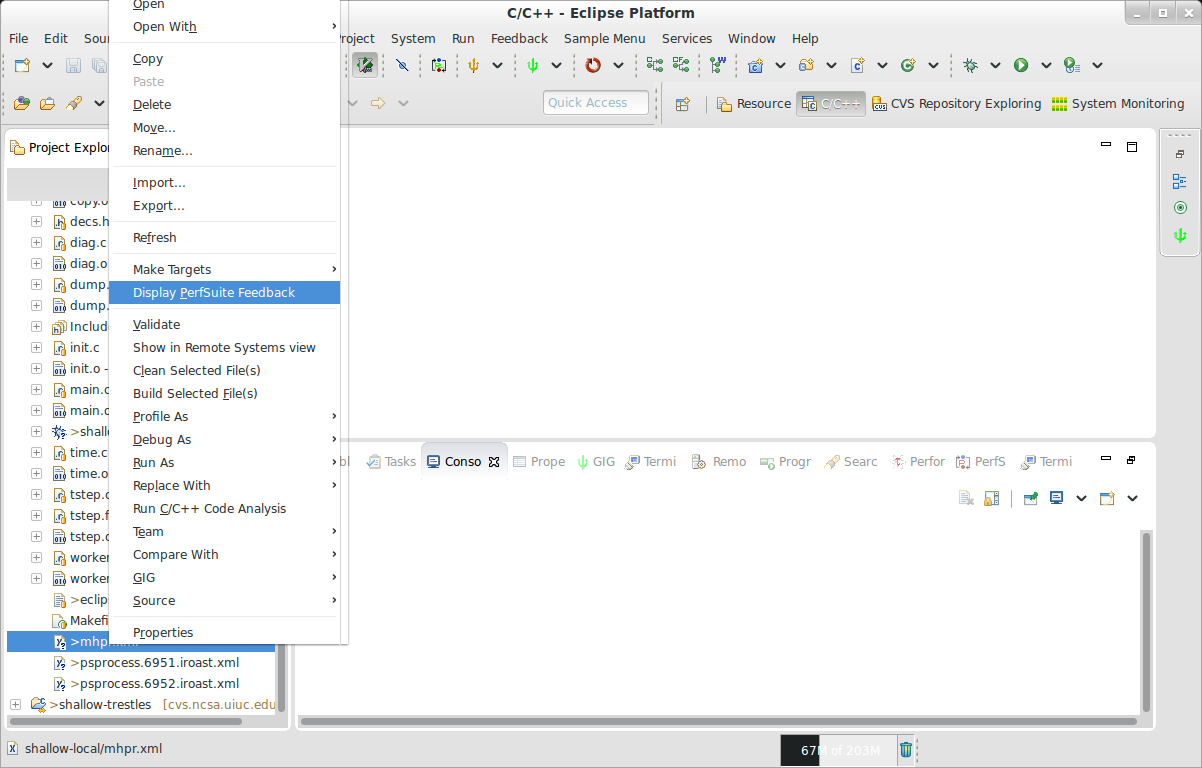 C/C++ - Eclipse Platform
File Edit Project System Run Feedback Sample Menu Services Window Help
Quick Access
Resource C/C++ CVS Repository Exploring System Monitoring
Open
Open With
Copy
Paste
Delete
Move...
Rename...
Import...
Export...
Refresh
Make Targets
Display PerfSuite Feedback
Validate
Show in Remote Systems view
Clean Selected File(s)
Build Selected File(s)
Profile As
Debug As
Run As
Replace With
Run C/C++ Code Analysis
Team
Compare With
GIG
Source
Properties
Project Explo
copy.o
decs.h
diag.c
diag.o
dump.
dump.
Includ
init.c
init.o -
main.c
main.o
>shallo
time.c
time.o
tstep.c
tstep.f
tstep.o
worker
worker
>eclip
Makefi
>mhpr.xml
>psprocess.6951.iroast.xml
>psprocess.6952.iroast.xml
>shallow-trestles [cvs.ncsa.uiuc.edu
bl Tasks Conso Prope GIG Termi Remo Progr Searc Perfor PerfS Termi
shallow-local/mhpr.xml
67M of 203M